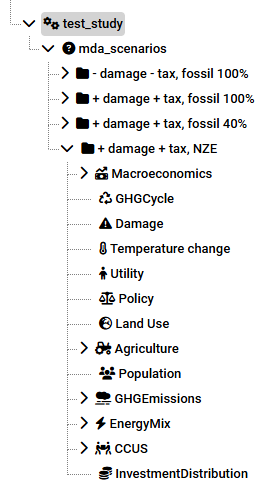 test_study
mda_scenarios
- damage - tax, fossil 100%
+ damage + tax, fossil 100%
+ damage + tax, fossil 40%
+ damage + tax, NZE
Macroeconomics
GHGCycle
Damage
Temperature change
Utility
Policy
Land Use
Agriculture
Population
GHGEmissions
EnergyMix
CCUS
InvestmentDistribution